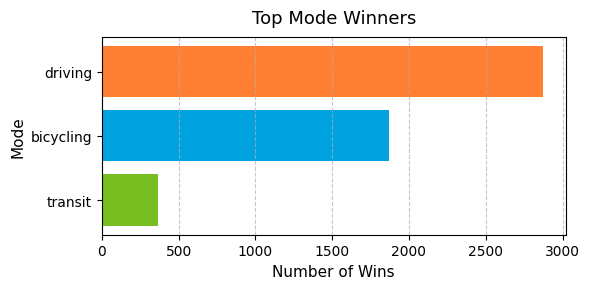 Top Mode Winners
Mode
driving
bicycling
transit
0 500 1000 1500 2000 2500 3000
Number of Wins